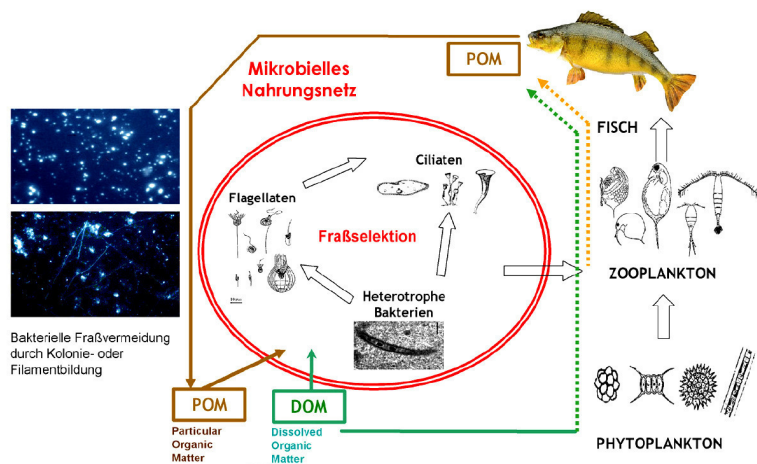 POM
Mikrobielles
Nahrungsnetz
FISCH
Ciliaten
Flagellaten
Fraßselektion
ZOOPLANKTON
Heterotrophe
Bakterien
Bakterielle Fraßvermeidung
durch Kolonie- oder
Filamentbildung
POM
DOM
Particular
Organic
Matter
Dissolved
Organic
Matter
PHYTOPLANKTON